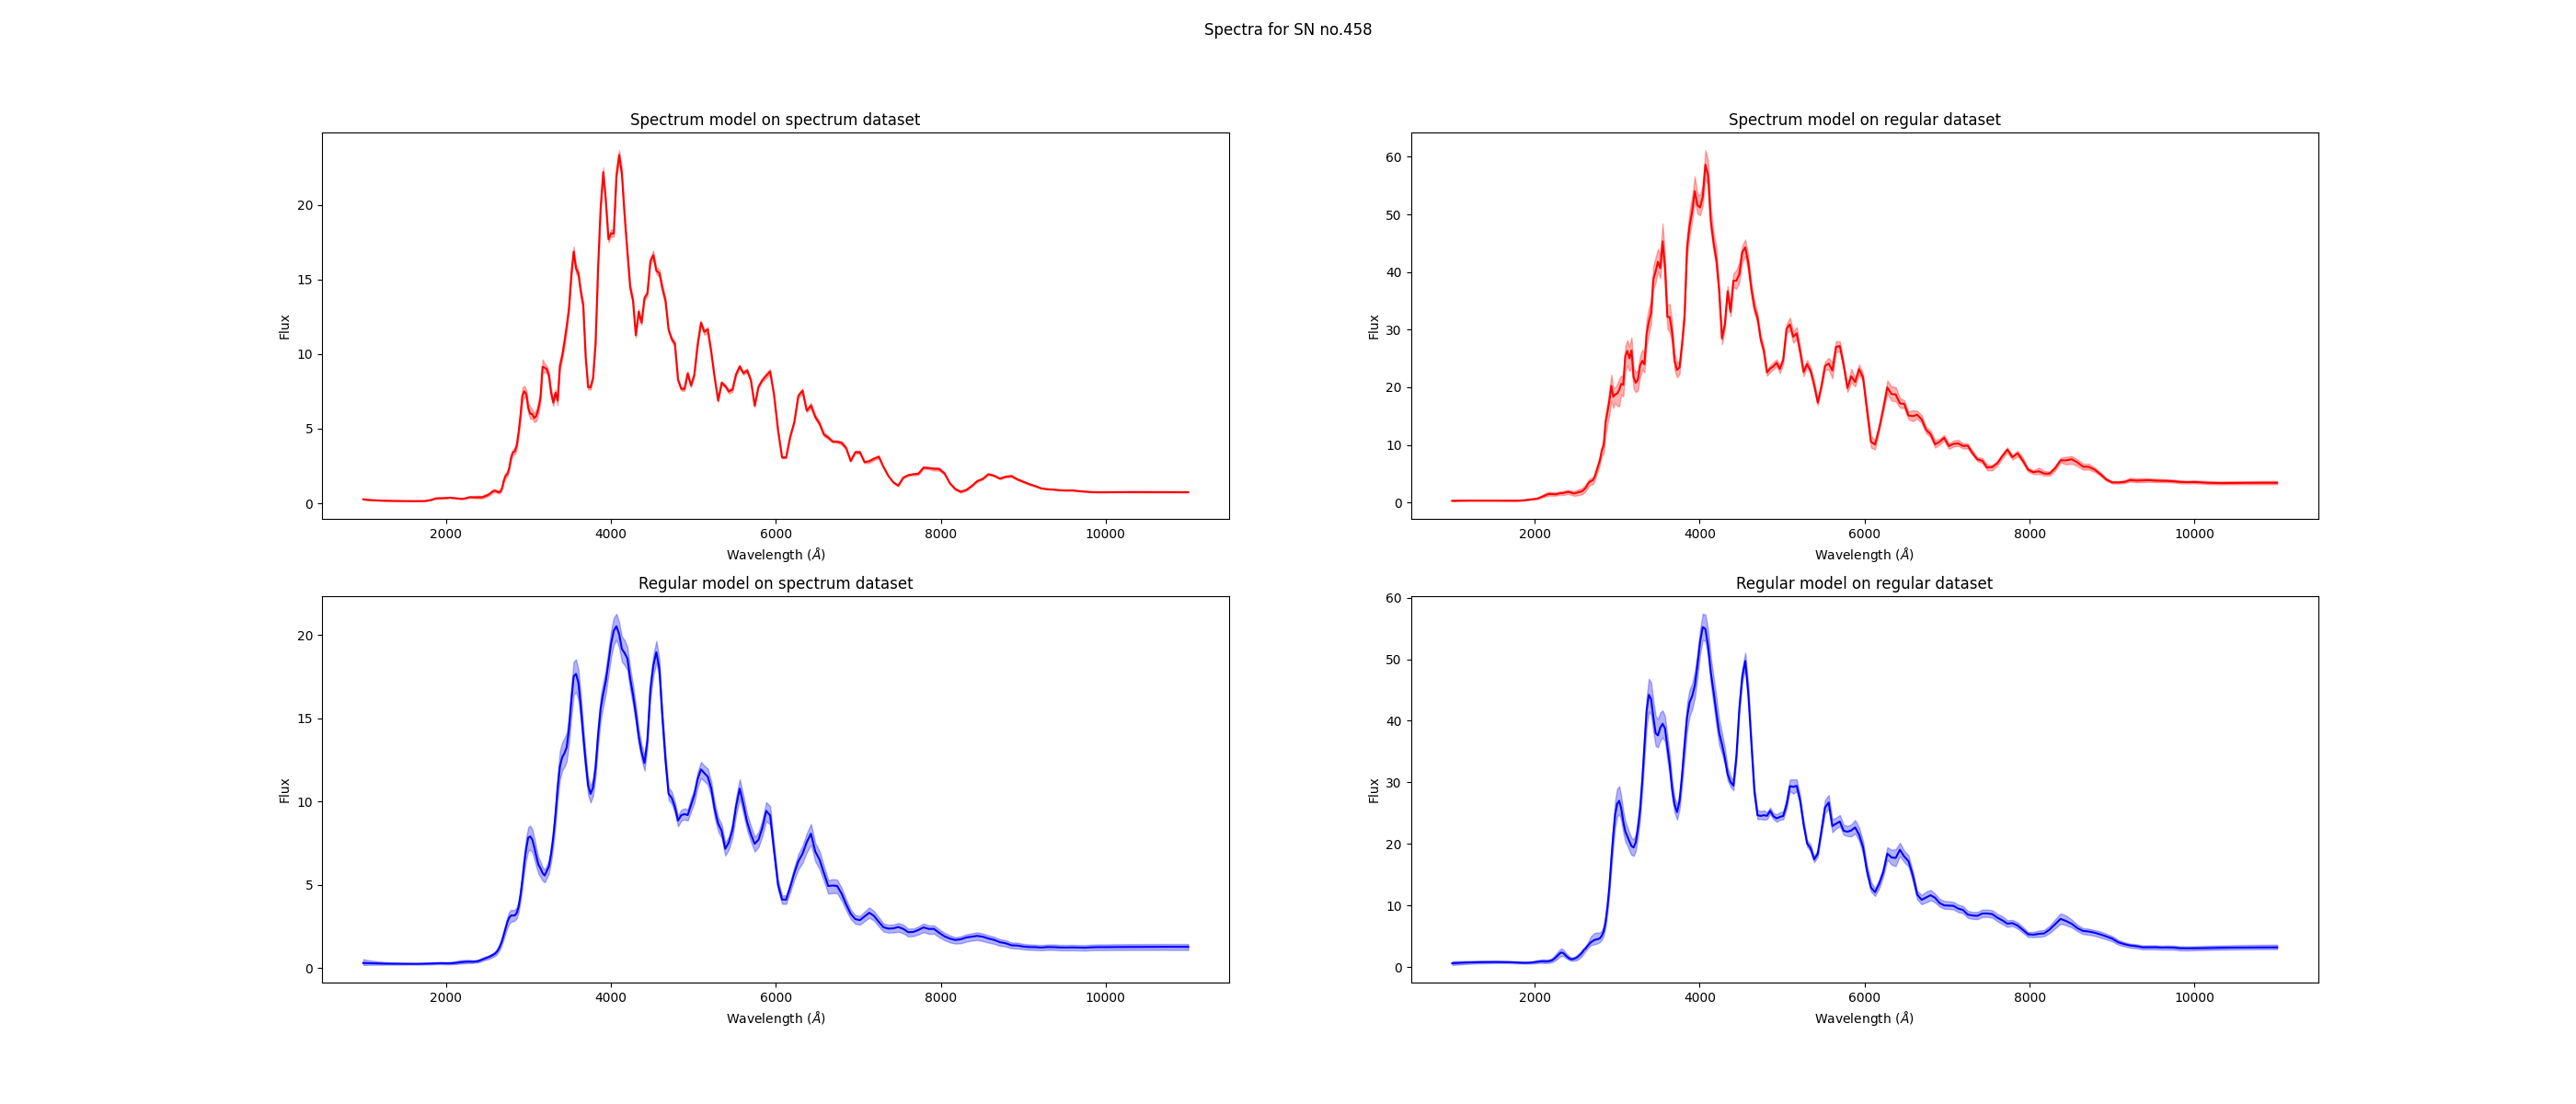 Spectra for SN no.458
Spectrum model on spectrum dataset
Flux
20
15
10
5
0
2000 4000 6000 8000 10000
Wavelength (Å)
Spectrum model on regular dataset
Flux
60
50
40
30
20
10
0
2000 4000 6000 8000 10000
Wavelength (Å)
Regular model on spectrum dataset
Flux
20
15
10
5
0
2000 4000 6000 8000 10000
Wavelength (Å)
Regular model on regular dataset
Flux
60
50
40
30
20
10
0
2000 4000 6000 8000 10000
Wavelength (Å)